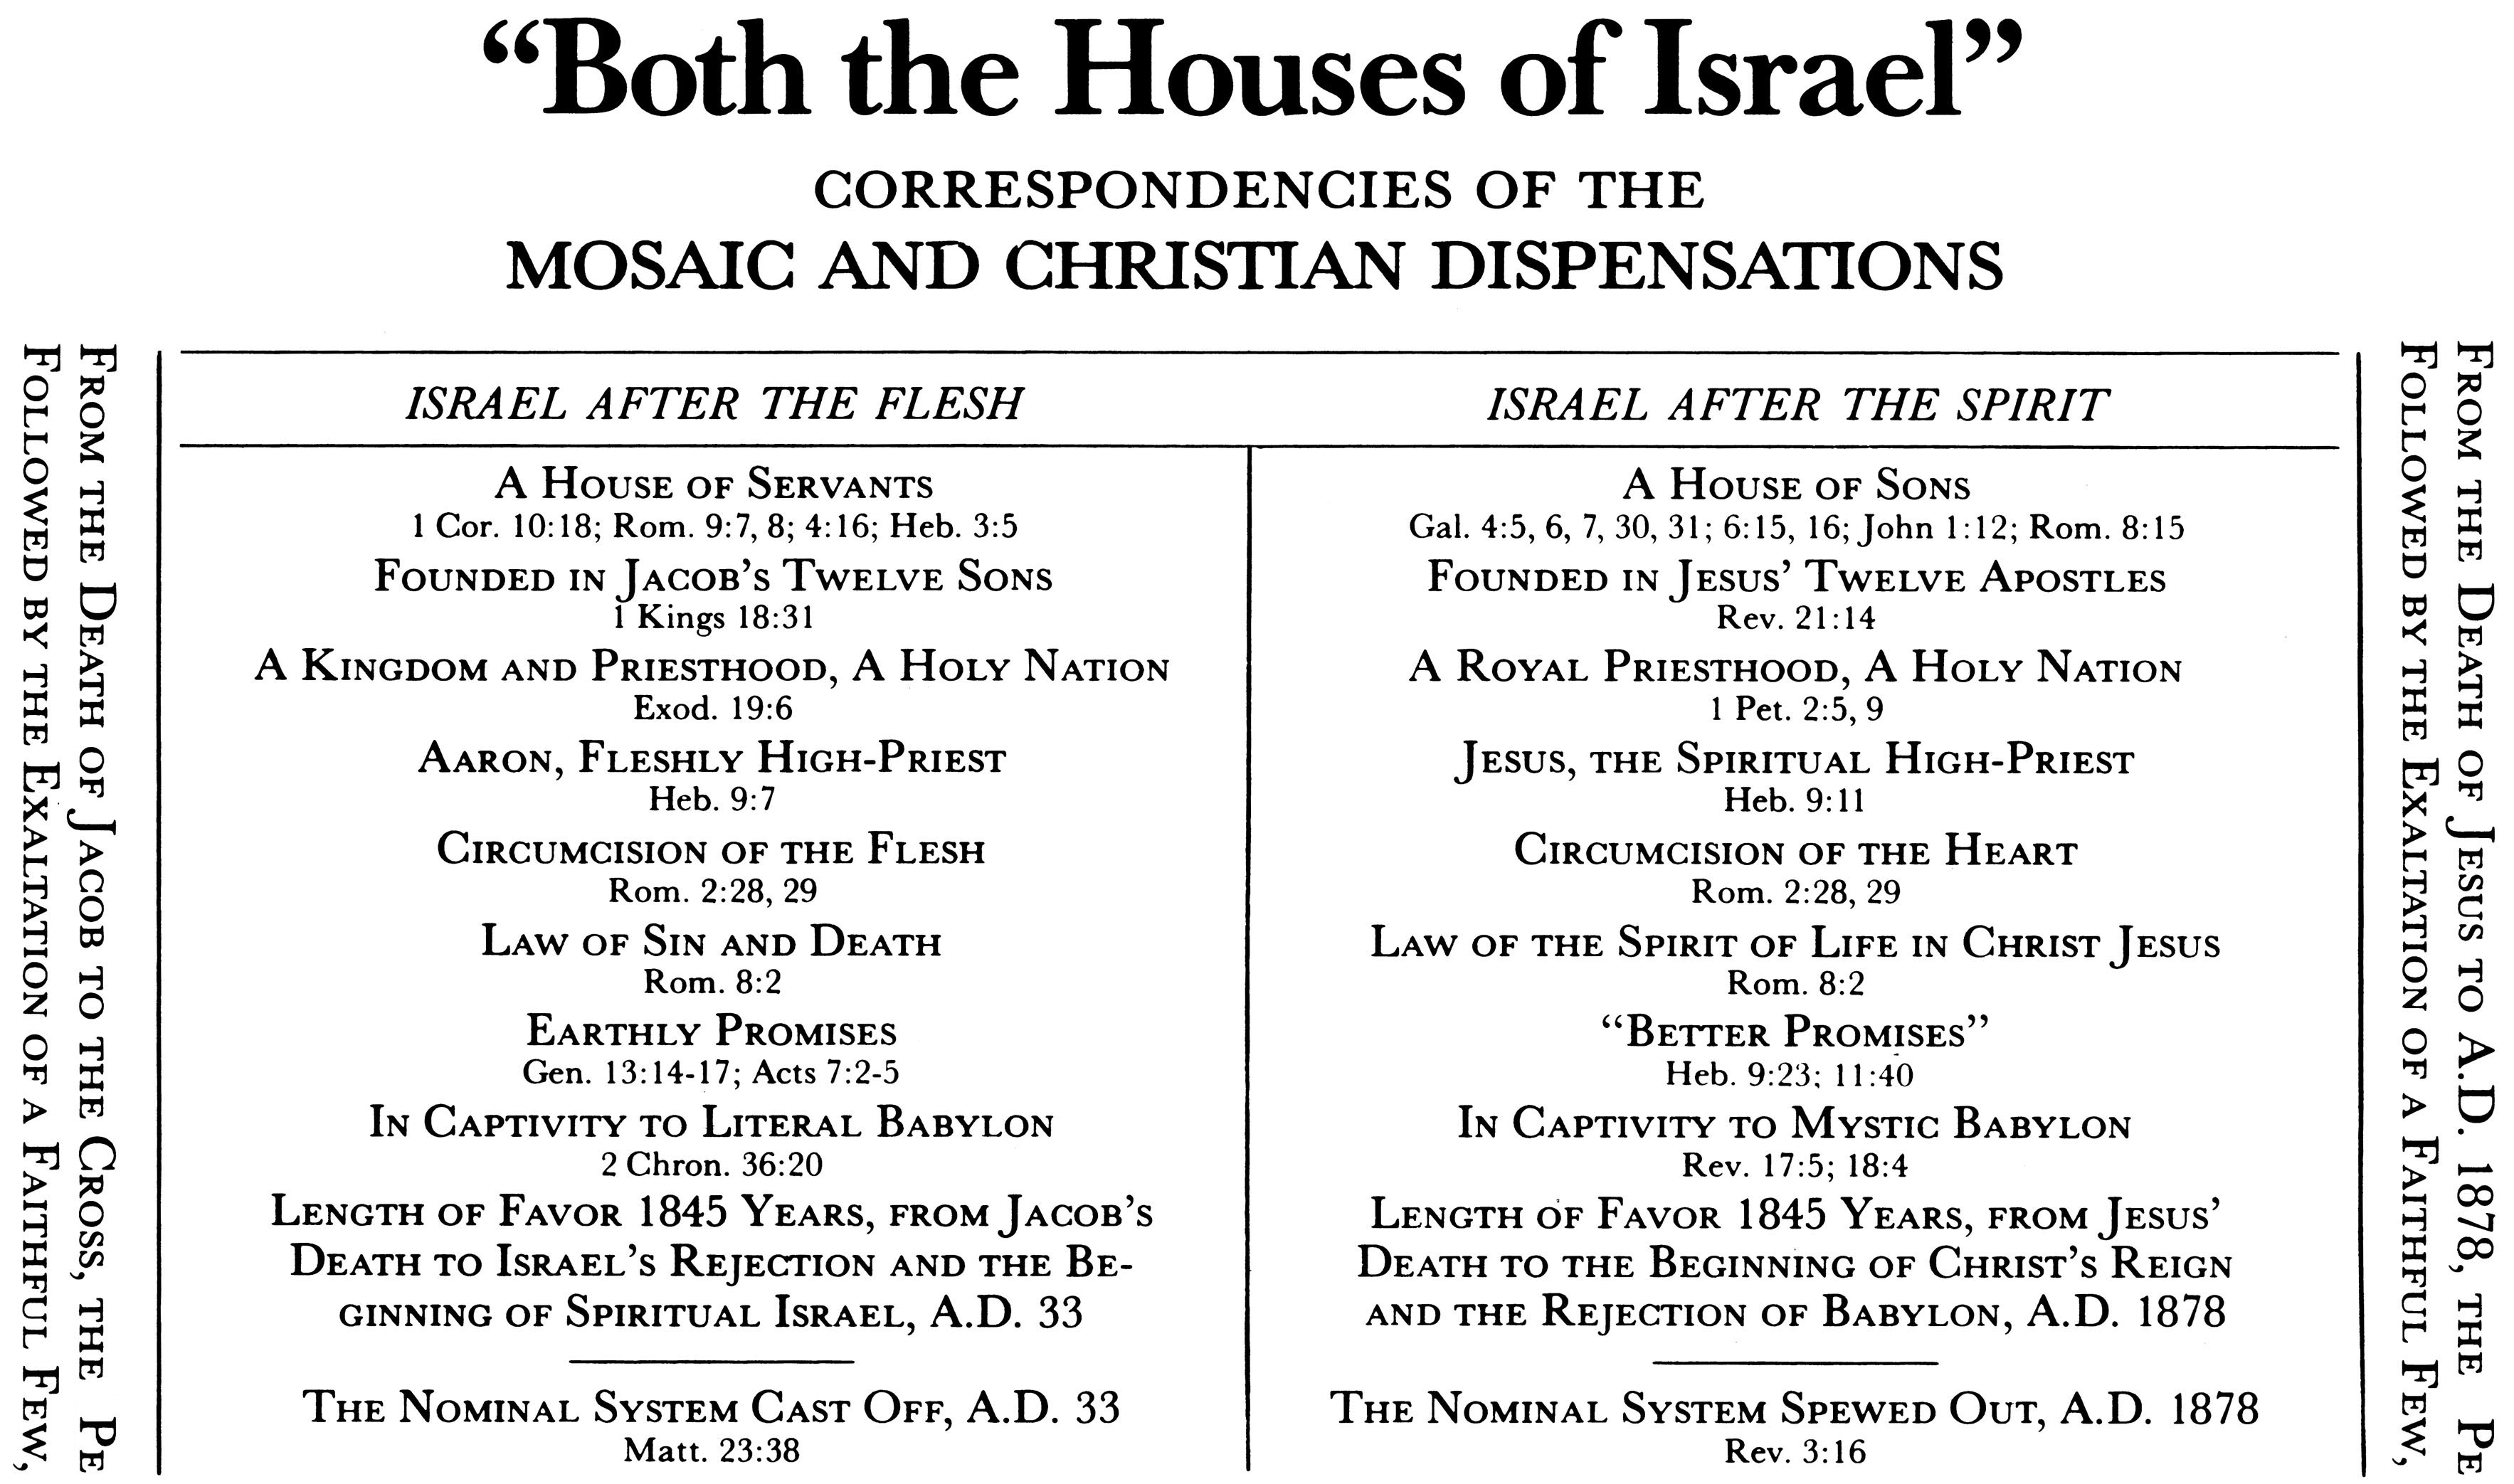 “Both the Houses of Israel”
CORRESPONDENCIES OF THE
MOSAIC AND CHRISTIAN DISPENSATIONS
From the Death of Jacob to the Cross, the Pe
Followed by the Exaltation of a Faithful Few,
ISRAEL AFTER THE FLESH
A House of Servants
1 Cor. 10:18; Rom. 9:7, 8; 4:16; Heb. 3:5
Founded in Jacob’s Twelve Sons
1 Kings 18:31
A Kingdom and Priesthood, A Holy Nation
Exod. 19:6
Aaron, Fleshly High-Priest
Heb. 9:7
Circumcision of the Flesh
Rom. 2:28, 29
Law of Sin and Death
Rom. 8:2
Earthly Promises
Gen. 13:14-17; Acts 7:2-5
In Captivity to Literal Babylon
2 Chron. 36:20
Length of Favor 1845 Years, from Jacob’s
Death to Israel’s Rejection and the Be-
ginning of Spiritual Israel, A.D. 33
The Nominal System Cast Off, A.D. 33
Matt. 23:38
ISRAEL AFTER THE SPIRIT
A House of Sons
Gal. 4:5, 6, 7, 30, 31; 6:15, 16; John 1:12; Rom. 8:15
Founded in Jesus’ Twelve Apostles
Rev. 21:14
A Royal Priesthood, A Holy Nation
1 Pet. 2:5, 9
Jesus, the Spiritual High-Priest
Heb. 9:11
Circumcision of the Heart
Rom. 2:28, 29
Law of the Spirit of Life in Christ Jesus
Rom. 8:2
“Better Promises”
Heb. 9:23; 11:40
In Captivity to Mystic Babylon
Rev. 17:5; 18:4
Length of Favor 1845 Years, from Jesus’
Death to the Beginning of Christ’s Reign
and the Rejection of Babylon, A.D. 1878
The Nominal System Spewed Out, A.D. 1878
Rev. 3:16
From the Death of Jesus to A.D. 1878, the Pe
Followed by the Exaltation of a Faithful Few,